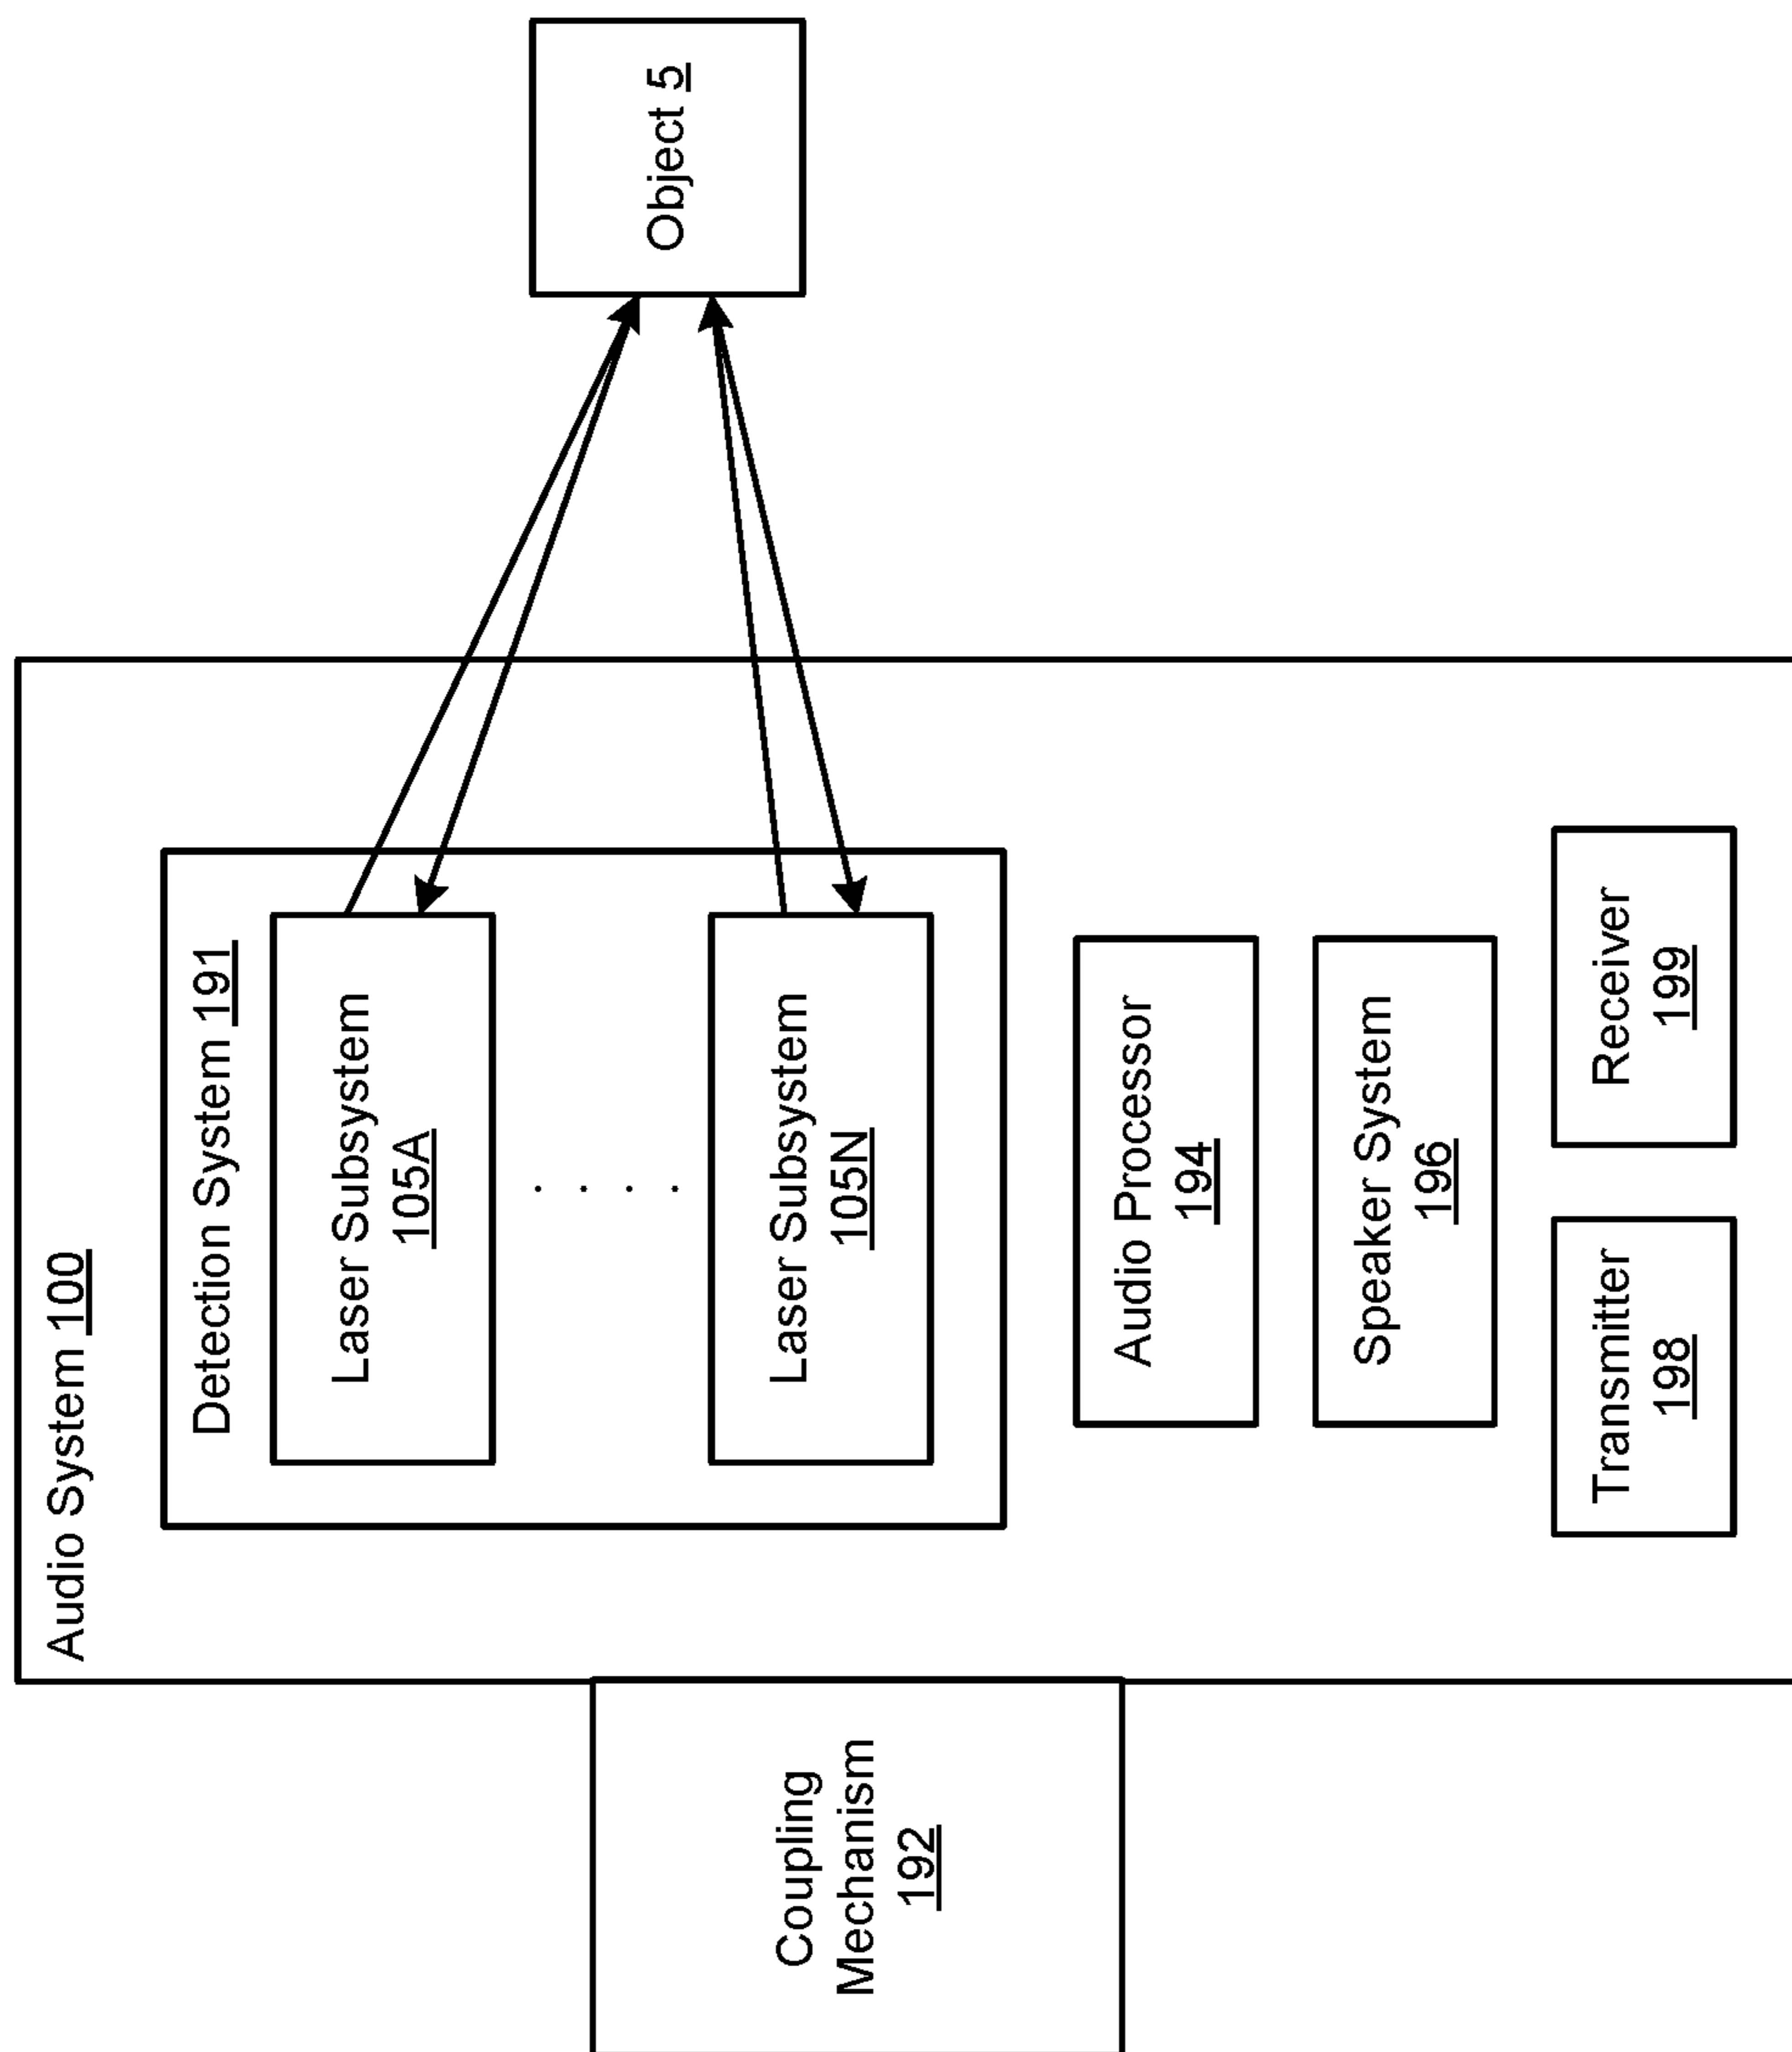 Audio System 100
Detection System 191
Laser Subsystem
105A
. . . .
Laser Subsystem
105N
Object 5
Coupling
Mechanism
192
Audio Processor
194
Speaker System
196
Transmitter
198
Receiver
199